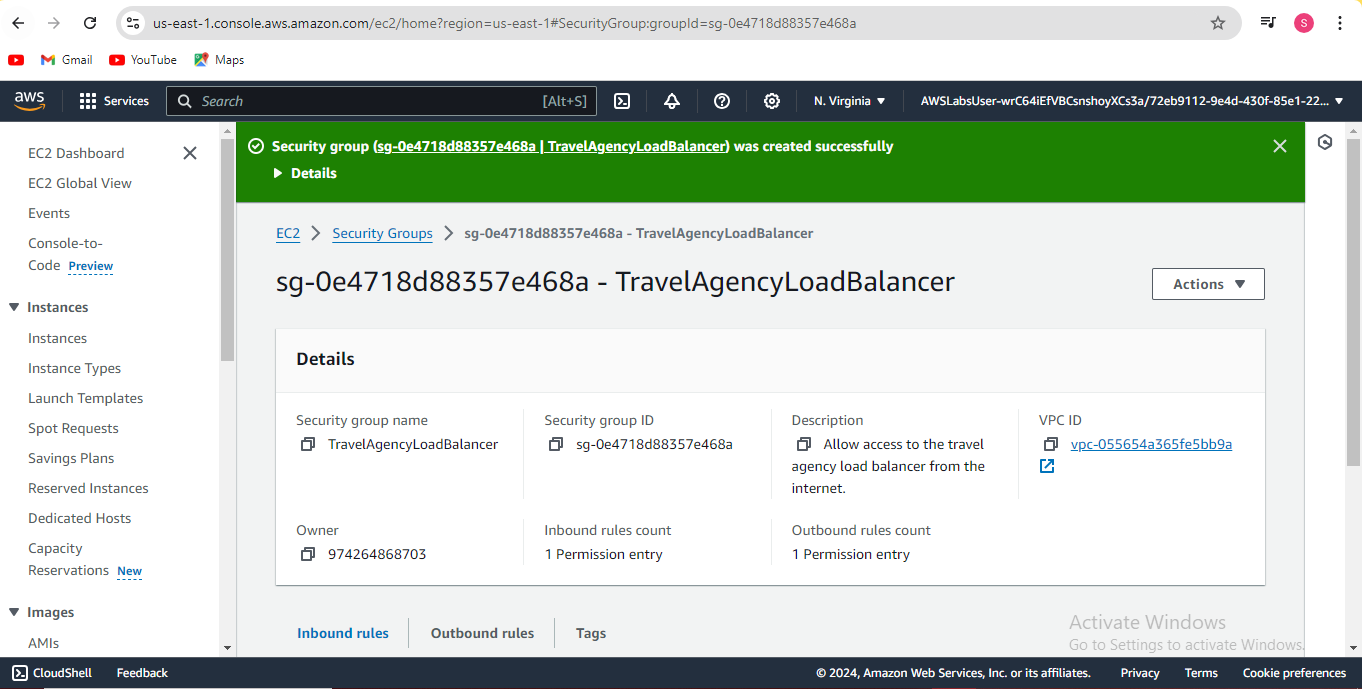 us-east-1.console.aws.amazon.com/ec2/home?region=us-east-1#SecurityGroup:groupId=sg-0e4718d88357e468a
S
Gmail
YouTube
Maps
aws
Services
Search
[Alt+S]
N. Virginia
AWSLabsUser-wrC64iEfVBCsnshoyXCs3a/72eb9112-9e4d-430f-85e1-22...
EC2 Dashboard
EC2 Global View
Events
Console-to-
Code Preview
Instances
Instances
Instance Types
Launch Templates
Spot Requests
Savings Plans
Reserved Instances
Dedicated Hosts
Capacity
Reservations New
Images
AMIs
Security group (sg-0e4718d88357e468a | TravelAgencyLoadBalancer) was created successfully
Details
EC2
Security Groups
sg-0e4718d88357e468a - TravelAgencyLoadBalancer
sg-0e4718d88357e468a - TravelAgencyLoadBalancer
Actions
Details
Security group name
TravelAgencyLoadBalancer
Security group ID
sg-0e4718d88357e468a
Description
Allow access to the travel
agency load balancer from the
internet.
VPC ID
vpc-055654a365fe5bb9a
Owner
974264868703
Inbound rules count
1 Permission entry
Outbound rules count
1 Permission entry
Inbound rules
Outbound rules
Tags
Activate Windows
Go to Settings to activate Windows.
CloudShell
Feedback
© 2024, Amazon Web Services, Inc. or its affiliates.
Privacy
Terms
Cookie preferences